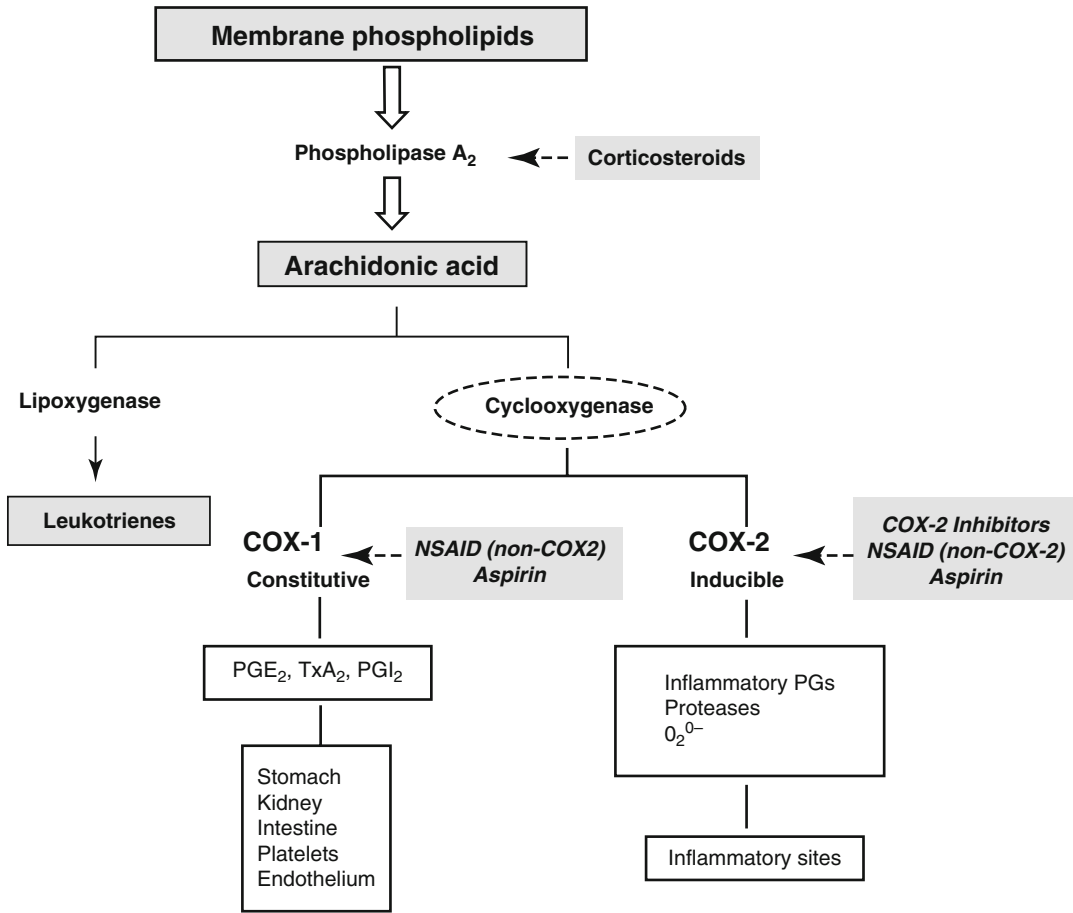 Membrane phospholipids
Phospholipase A₂
Corticosteroids
Arachidonic acid
Lipoxygenase
Cyclooxygenase
Leukotrienes
COX-1
Constitutive
NSAID (non-COX2)
Aspirin
COX-2
Inducible
COX-2 Inhibitors
NSAID (non-COX-2)
Aspirin
PGE₂, TxA₂, PGI₂
Inflammatory PGs
Proteases
0₂⁰⁻
Stomach
Kidney
Intestine
Platelets
Endothelium
Inflammatory sites